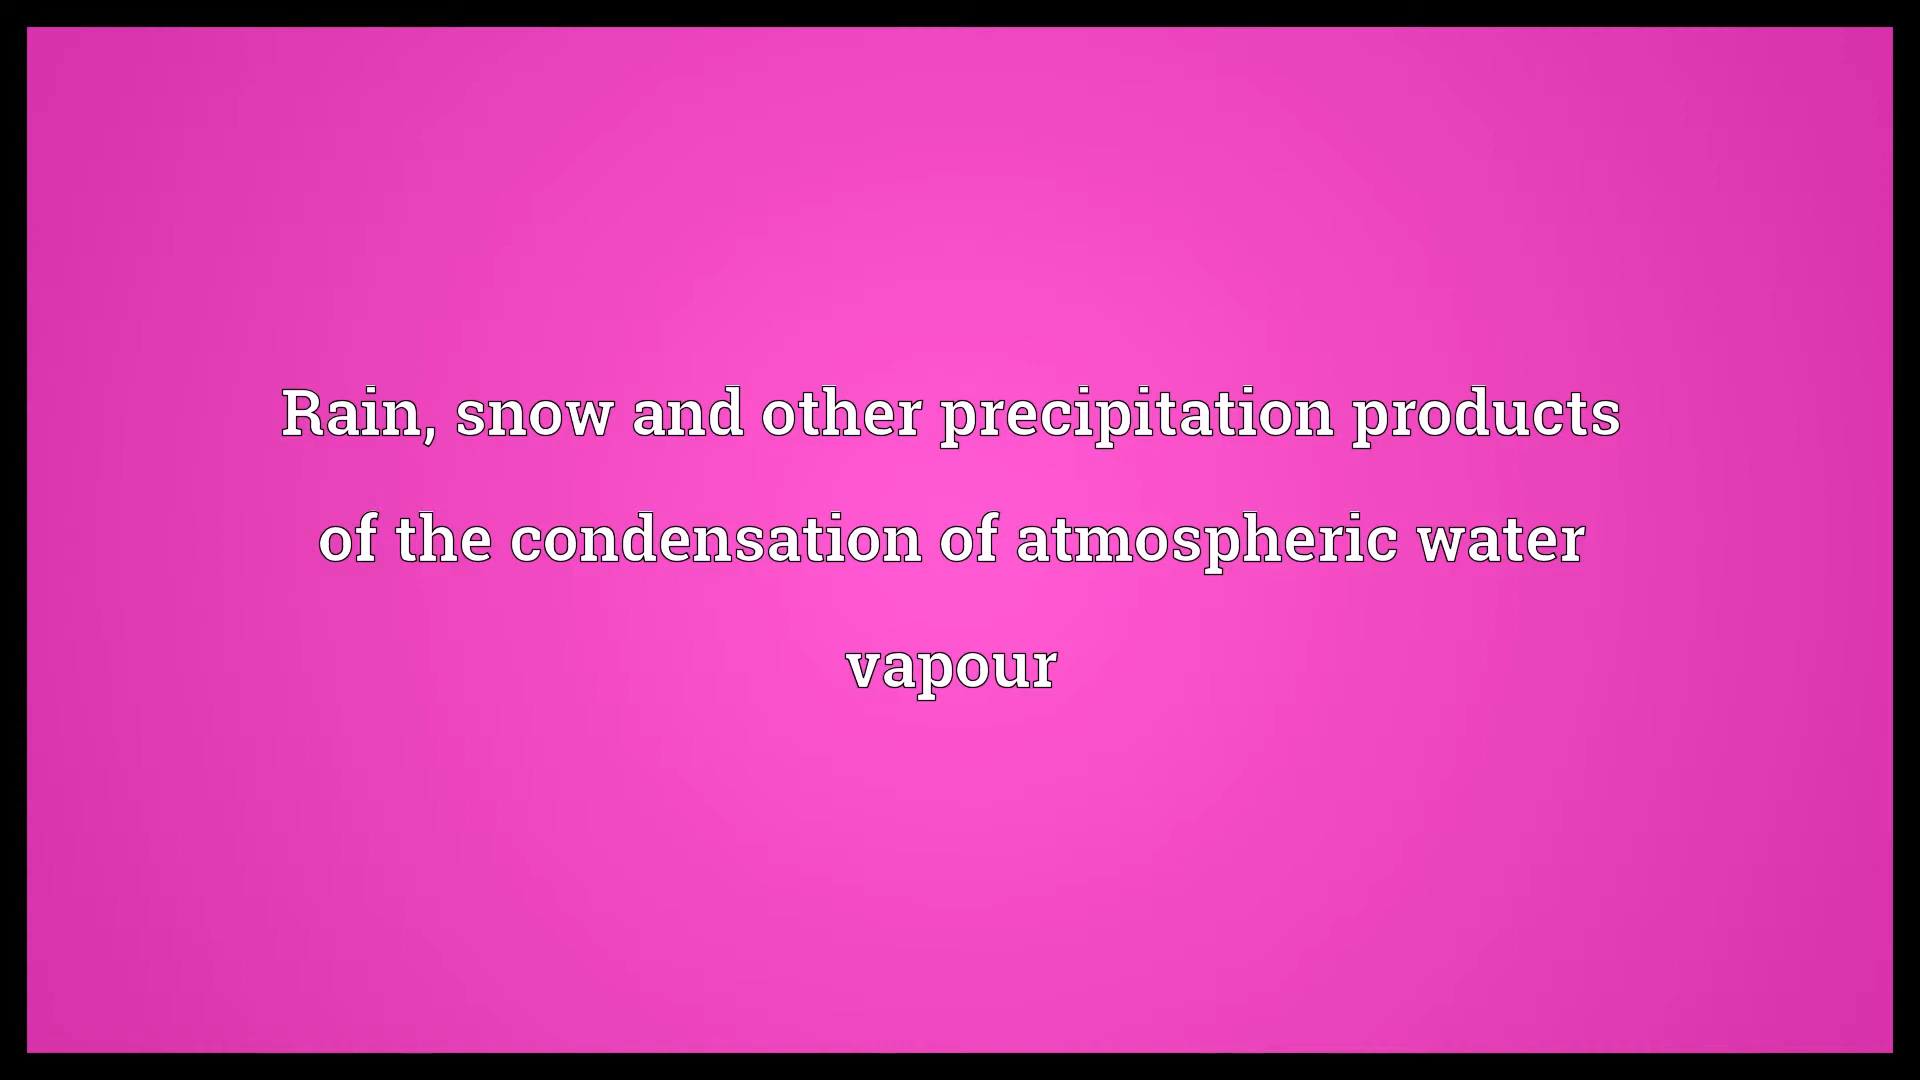 Rain, snow and other precipitation products
of the condensation of atmospheric water
vapour